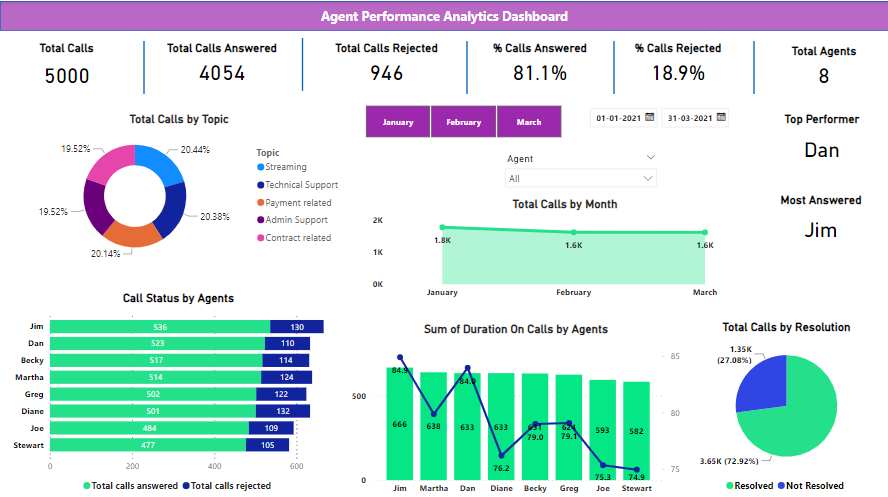 Agent Performance Analytics Dashboard
Total Calls
5000
Total Calls Answered
4054
Total Calls Rejected
946
% Calls Answered
81.1%
% Calls Rejected
18.9%
Total Agents
8
January February March
01-01-2021 31-03-2021
Agent
All
Top Performer
Dan
Most Answered
Jim
Total Calls by Topic
19.52%
20.44%
19.52%
20.38%
20.14%
Topic
Streaming
Technical Support
Payment related
Admin Support
Contract related
Total Calls by Month
2K
1K
0K
1.8K
1.6K
1.6K
January February March
Call Status by Agents
Jim 536 130
Dan 523 110
Becky 517 114
Martha 514 124
Greg 502 122
Diane 501 132
Joe 484 109
Stewart 477 105
0 200 400 600
Total calls answered Total calls rejected
Sum of Duration On Calls by Agents
500
0
85
80
75
84.9
84.0
76.2
79.0
79.1
75.3
74.9
666 638 633 633 631 624 593 582
Jim Martha Dan Diane Becky Greg Joe Stewart
Total Calls by Resolution
1.35K
(27.08%)
3.65K (72.92%)
Resolved Not Resolved